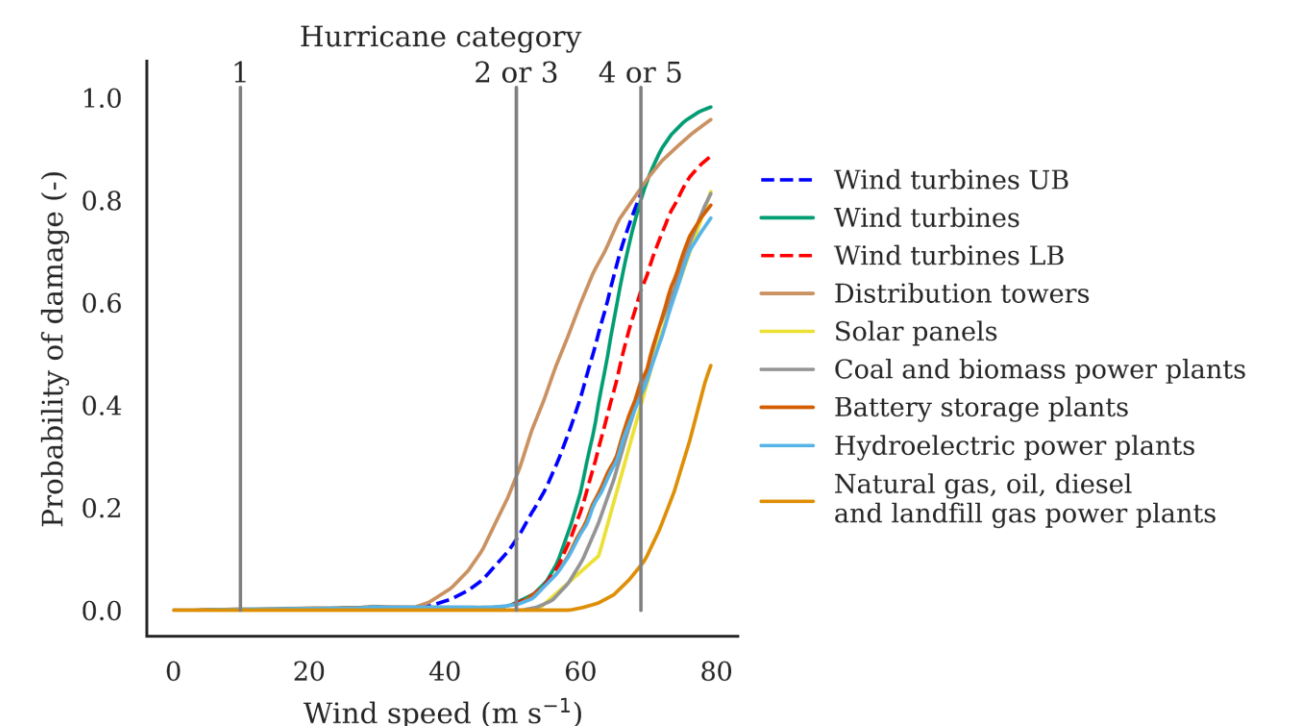 Hurricane category
1
2 or 3
4 or 5
1.0
0.8
0.6
0.4
0.2
0.0
Probability of damage (-)
0
20
40
60
80
Wind speed (m s⁻¹)
Wind turbines UB
Wind turbines
Wind turbines LB
Distribution towers
Solar panels
Coal and biomass power plants
Battery storage plants
Hydroelectric power plants
Natural gas, oil, diesel
and landfill gas power plants